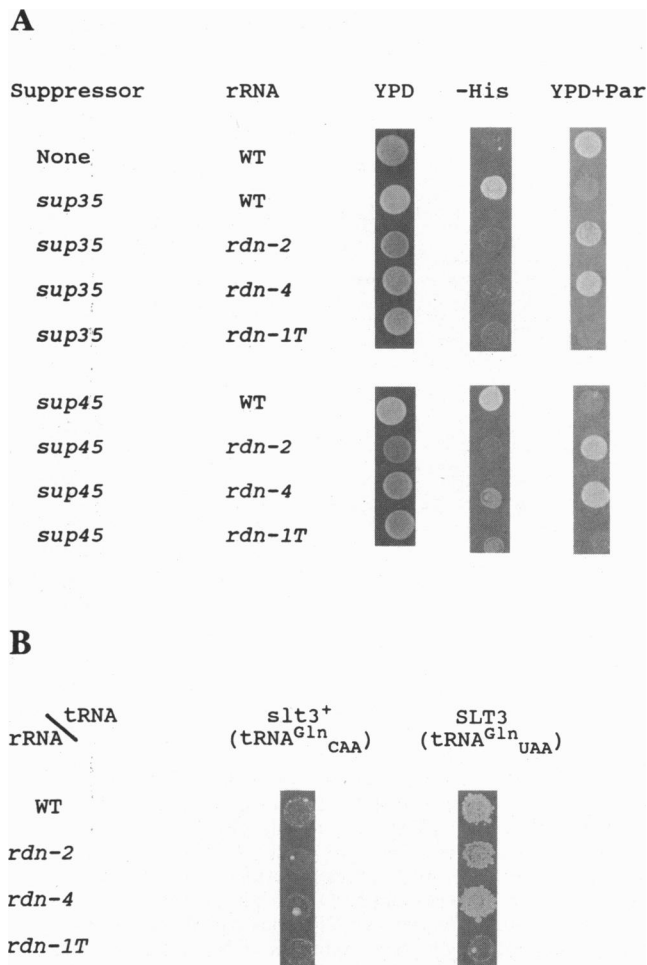 A
Suppressor rRNA YPD -His YPD+Par
None WT
sup35 WT
sup35 rdn-2
sup35 rdn-4
sup35 rdn-1T
sup45 WT
sup45 rdn-2
sup45 rdn-4
sup45 rdn-1T
B
tRNA slt3+ SLT3
rRNA (tRNAGlnCAA) (tRNAGlnUAA)
WT
rdn-2
rdn-4
rdn-1T